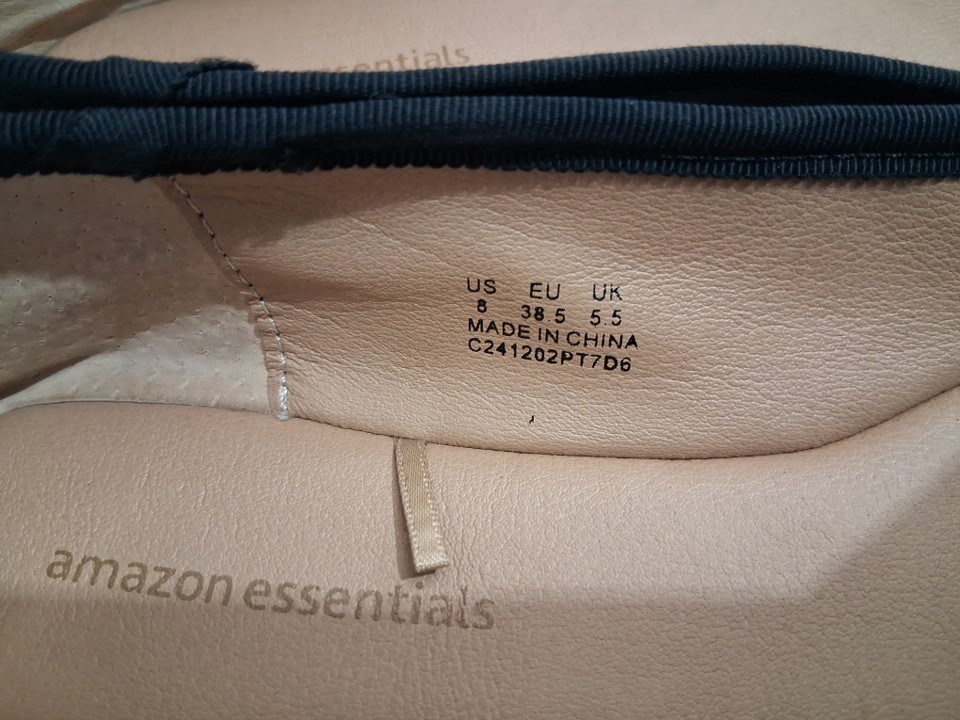 essentials
US EU UK
8 38.5 5.5
MADE IN CHINA
C241202PT7D6
amazon essentials